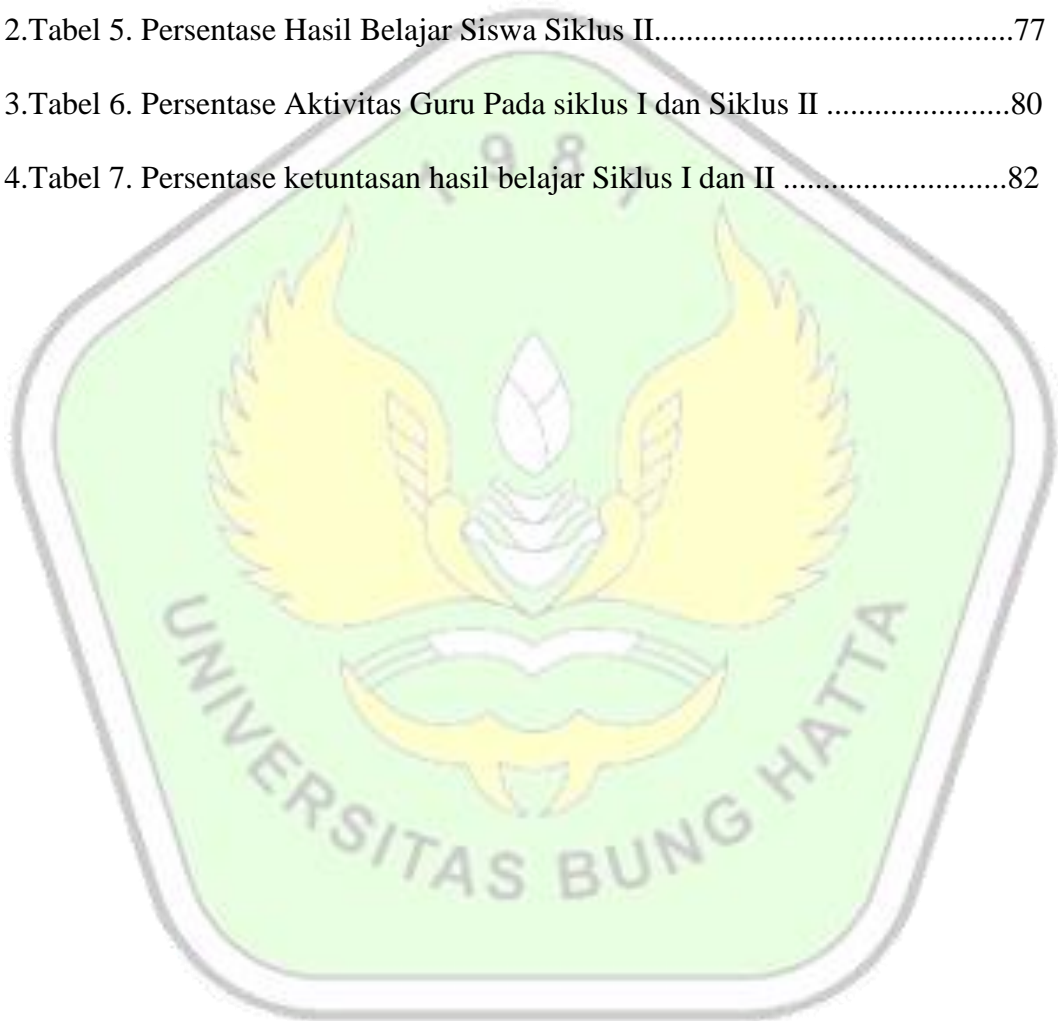 2.Tabel 5. Persentase Hasil Belajar Siswa Siklus II............................................77
3.Tabel 6. Persentase Aktivitas Guru Pada siklus I dan Siklus II ......................80
4.Tabel 7. Persentase ketuntasan hasil belajar Siklus I dan II ...........................82
1981
UNIVERSITAS BUNG HATTA